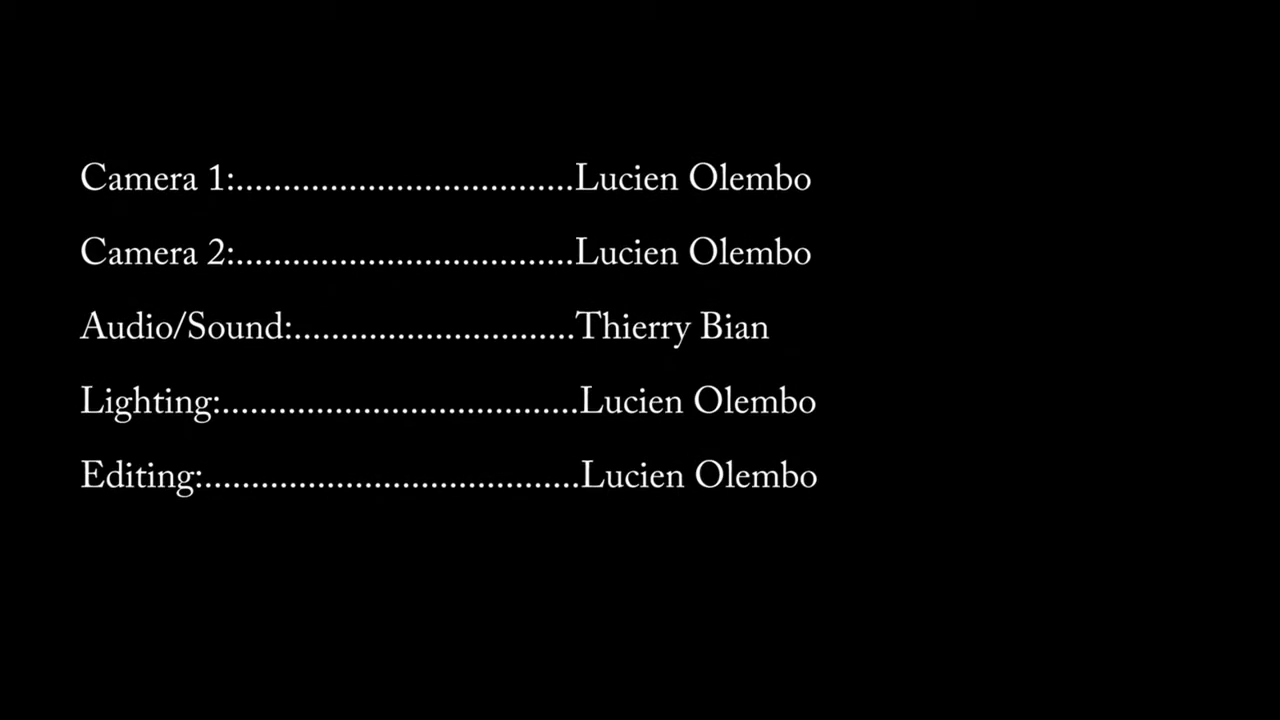 Camera 1:....................................Lucien Olembo
Camera 2:....................................Lucien Olembo
Audio/Sound:..............................Thierry Bian
Lighting:......................................Lucien Olembo
Editing:........................................Lucien Olembo